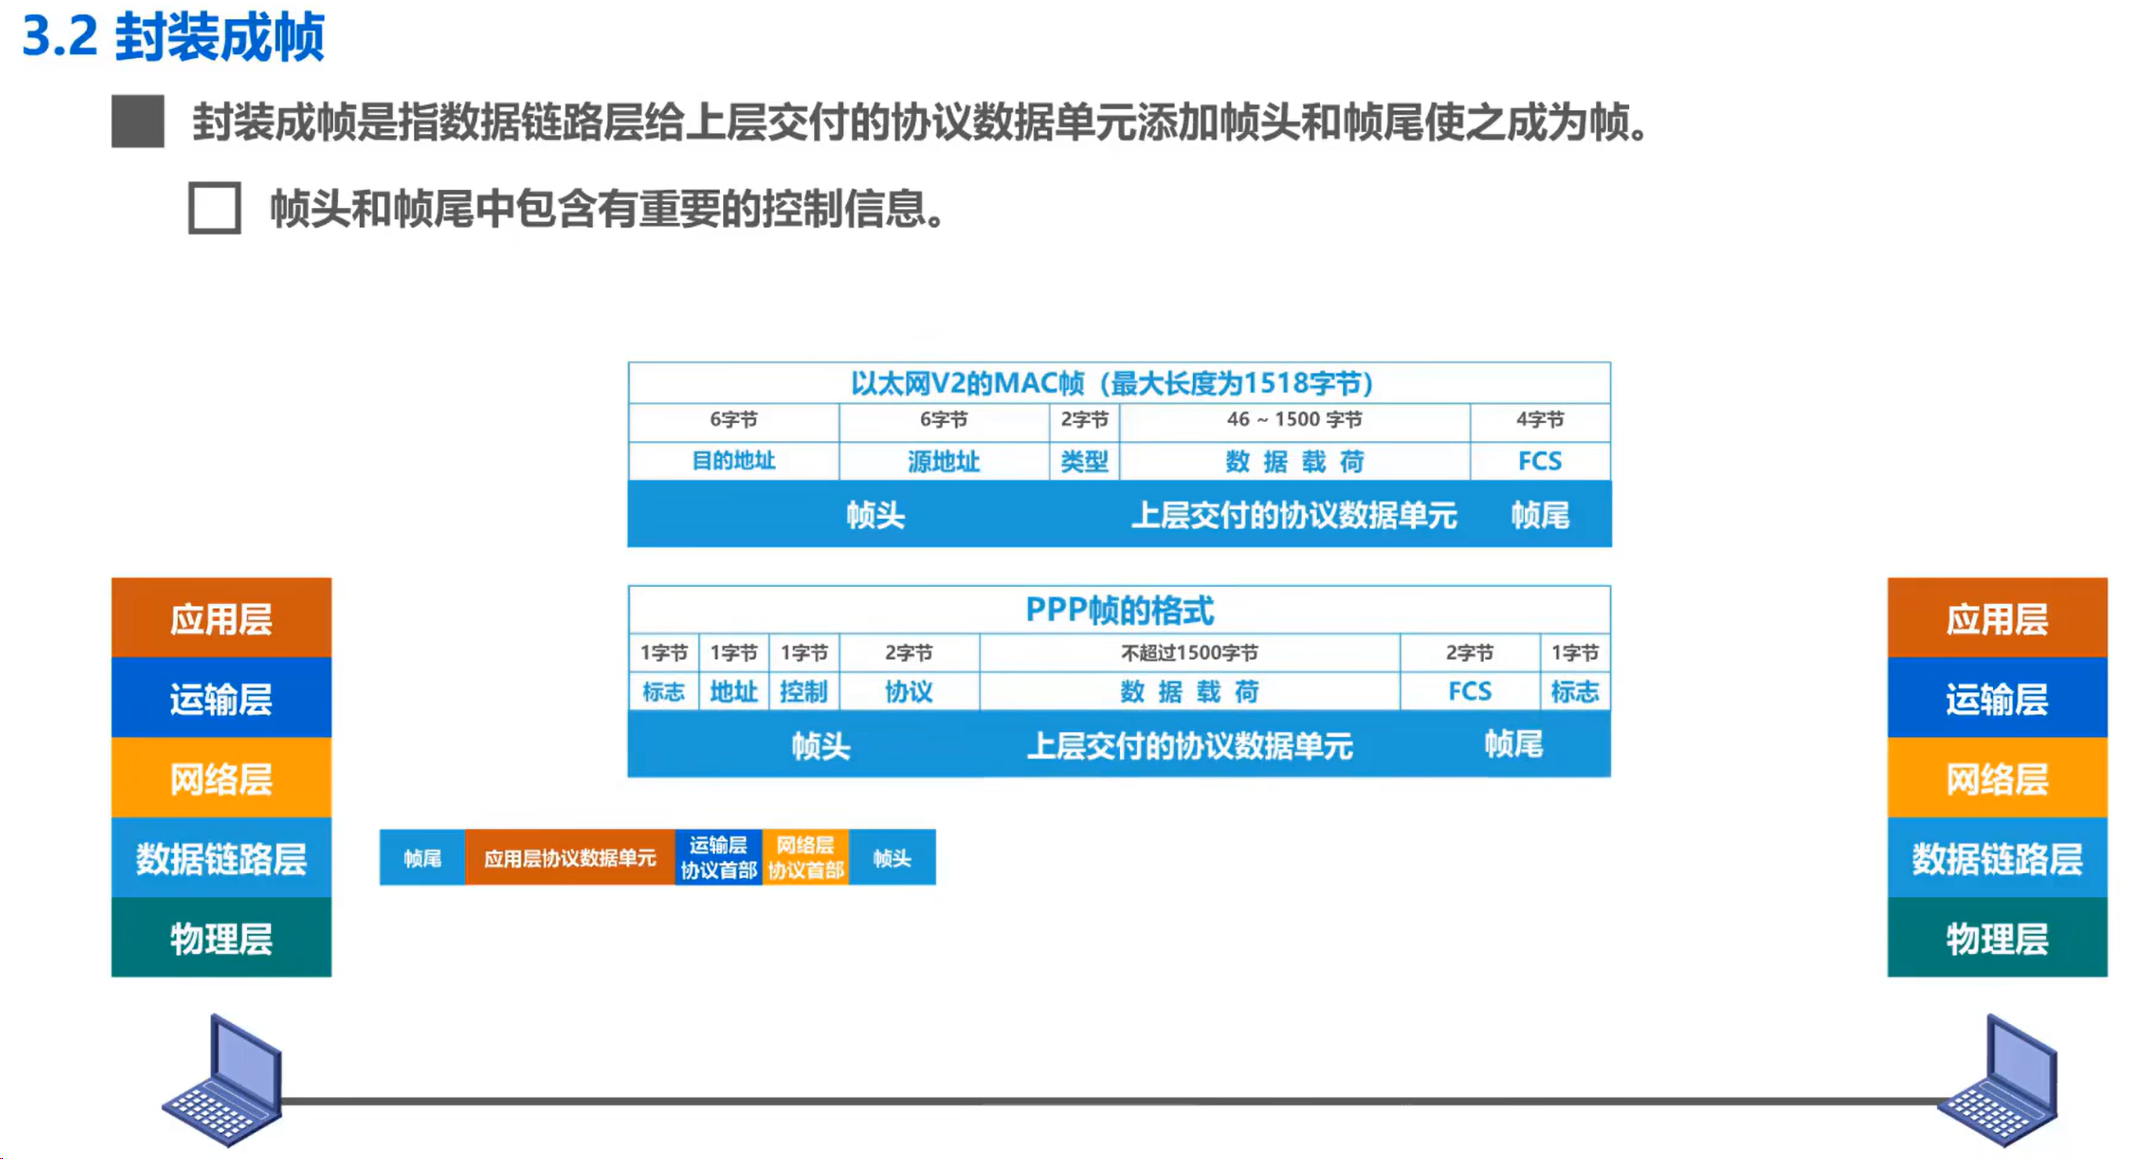 3.2 封装成帧
封装成帧是指数据链路层给上层交付的协议数据单元添加帧头和帧尾使之成为帧。
帧头和帧尾中包含有重要的控制信息。
以太网V2的MAC帧（最大长度为1518字节）
6字节 6字节 2字节 46 ~ 1500 字节 4字节
目的地址 源地址 类型 数 据 载 荷 FCS
帧头 上层交付的协议数据单元 帧尾
PPP帧的格式
1字节 1字节 1字节 2字节 不超过1500字节 2字节 1字节
标志 地址 控制 协议 数 据 载 荷 FCS 标志
帧头 上层交付的协议数据单元 帧尾
应用层
运输层
网络层
数据链路层
物理层
帧尾 应用层协议数据单元 运输层 协议首部 网络层 协议首部 帧头
应用层
运输层
网络层
数据链路层
物理层